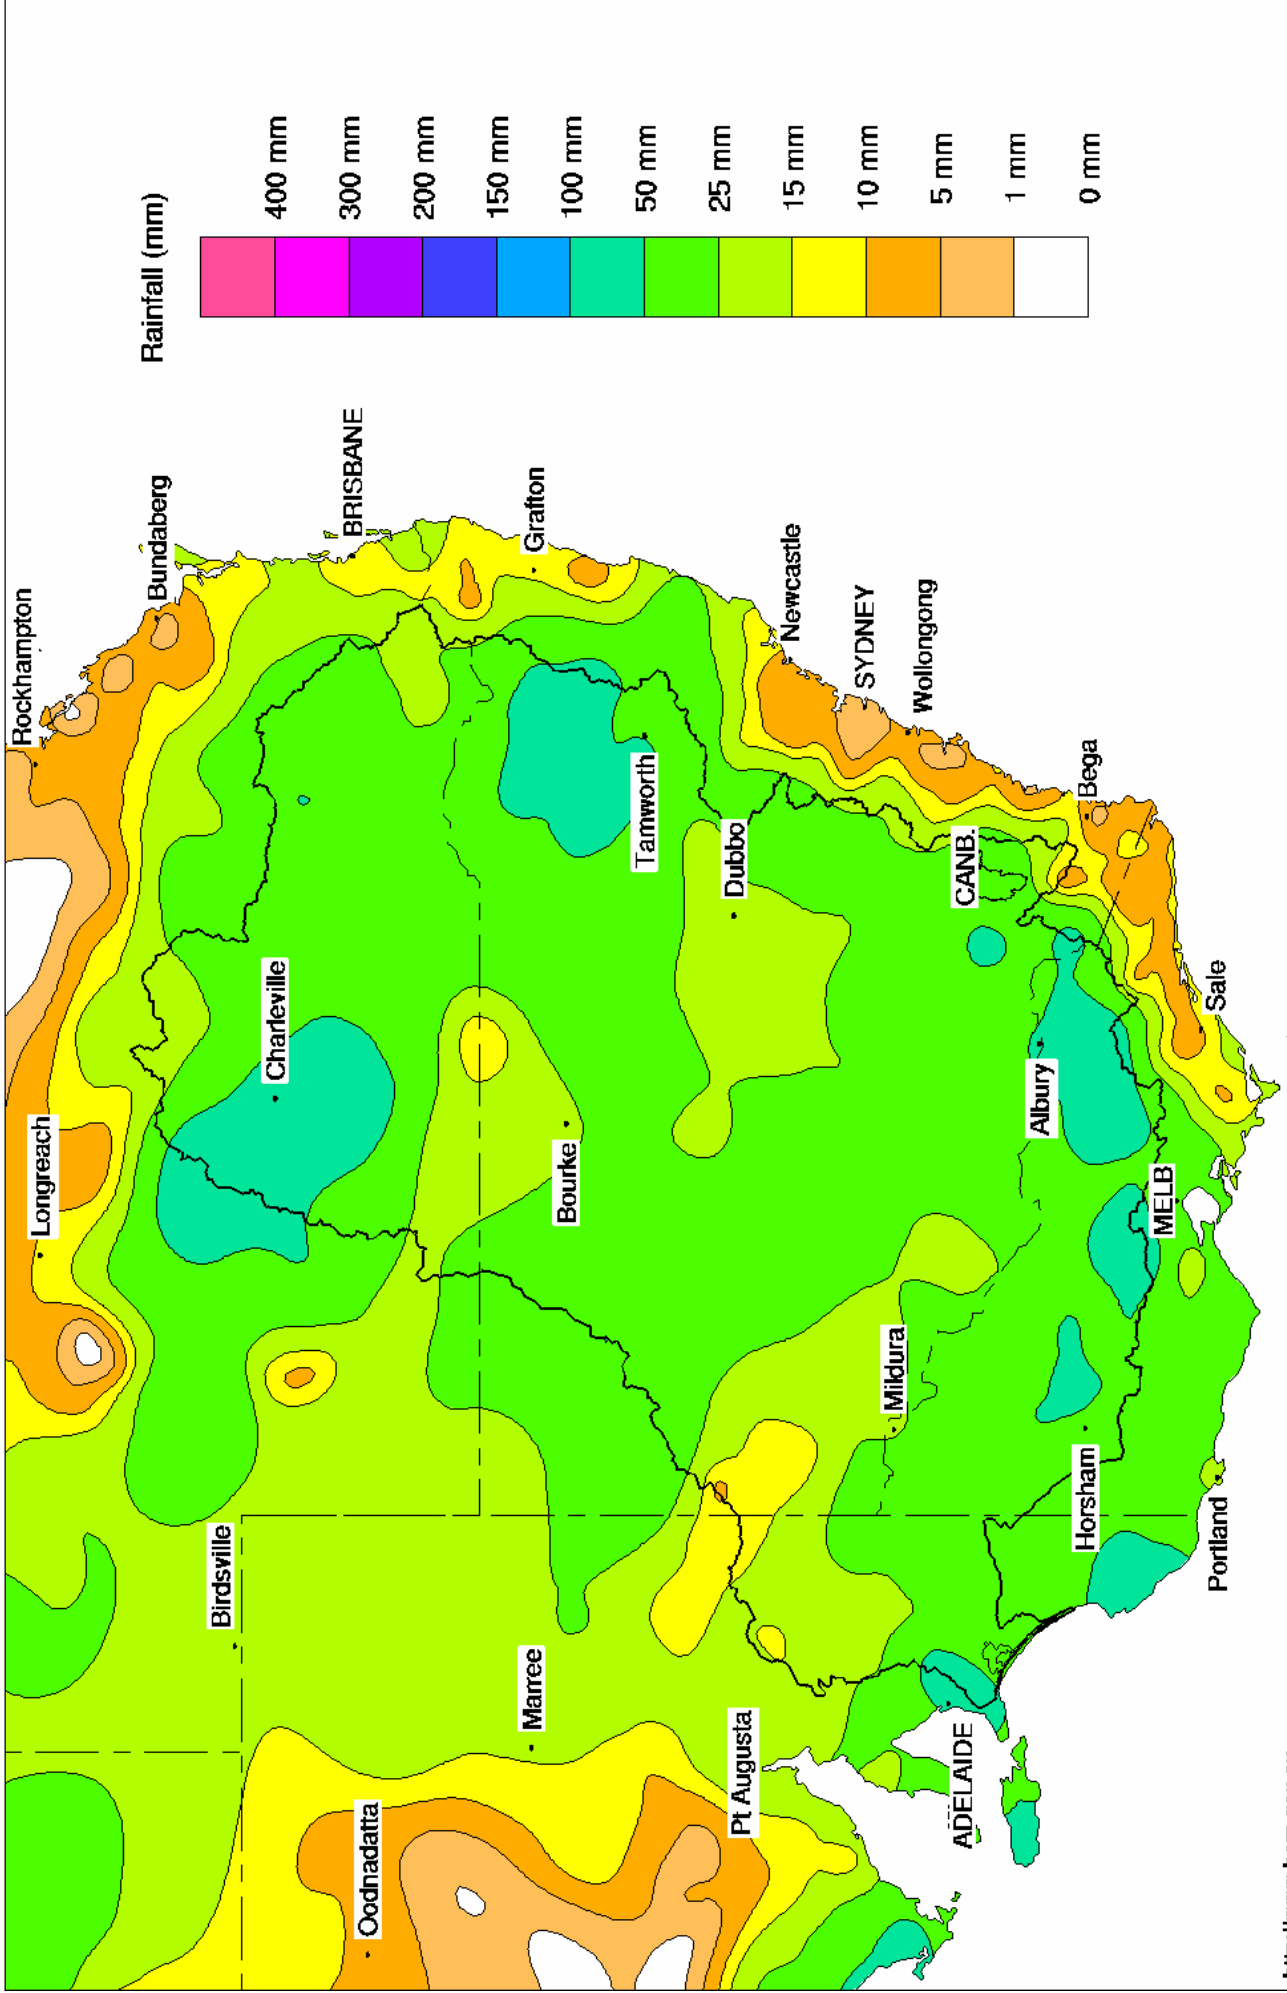 Rainfall (mm)
400 mm
300 mm
200 mm
150 mm
100 mm
50 mm
25 mm
15 mm
10 mm
5 mm
1 mm
0 mm
Rockhampton
Bundaberg
BRISBANE
Grafton
Newcastle
SYDNEY
Wollongong
Bega
Sale
Longreach
Charleville
Tamworth
Dubbo
CANB.
Bourke
Albury
MELB
Mildura
Horsham
Portland
Birdsville
Marree
Oodnadatta
Pt Augusta
ADELAIDE